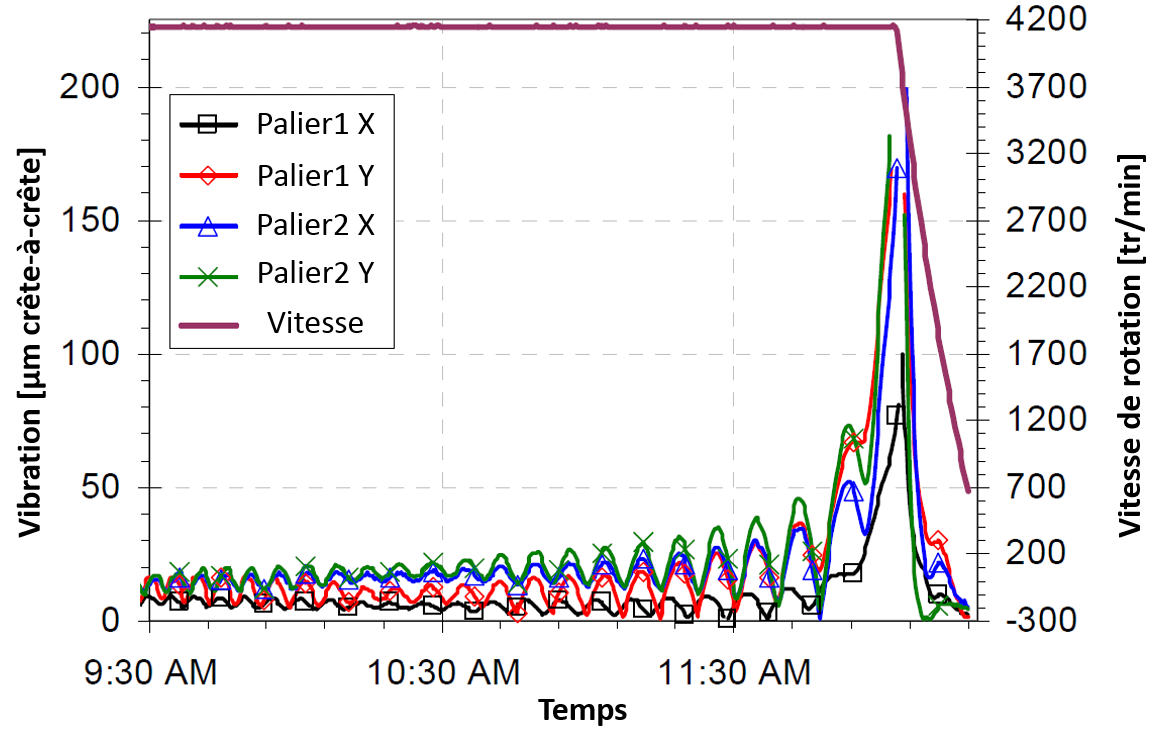 Vibration [µm crête-à-crête]
200
150
100
50
0
Palier1 X
Palier1 Y
Palier2 X
Palier2 Y
Vitesse
4200
3700
3200
2700
2200
1700
1200
700
200
-300
Vitesse de rotation [tr/min]
9:30 AM
10:30 AM
11:30 AM
Temps